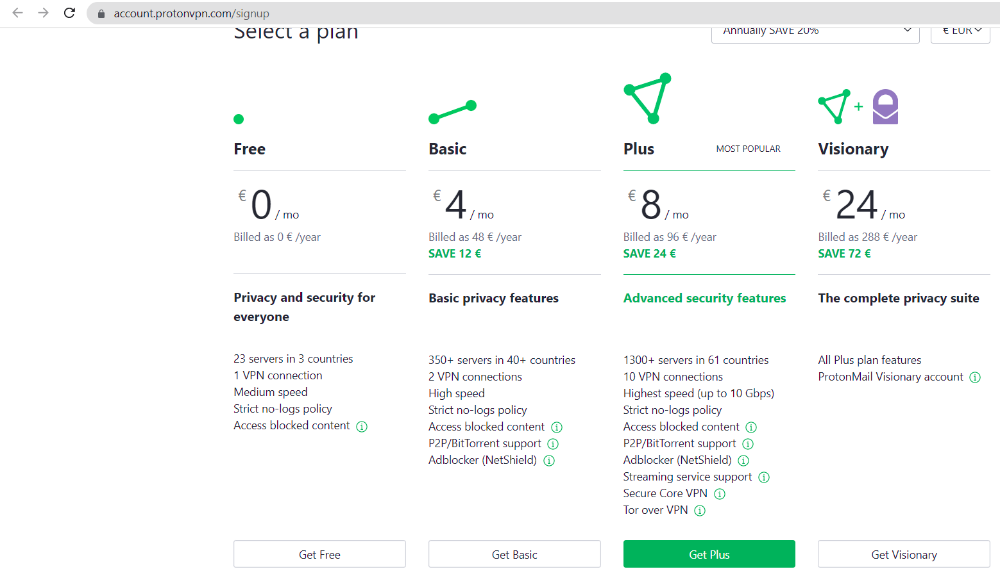 account.protonvpn.com/signup
Select a plan
Annually SAVE 20%
€ EUR
Free
Basic
Plus
MOST POPULAR
Visionary
€ 0 / mo
€ 4 / mo
€ 8 / mo
€ 24 / mo
Billed as 0 € /year
Billed as 48 € /year
SAVE 12 €
Billed as 96 € /year
SAVE 24 €
Billed as 288 € /year
SAVE 72 €
Privacy and security for
everyone
Basic privacy features
Advanced security features
The complete privacy suite
23 servers in 3 countries
1 VPN connection
Medium speed
Strict no-logs policy
Access blocked content
350+ servers in 40+ countries
2 VPN connections
High speed
Strict no-logs policy
Access blocked content
P2P/BitTorrent support
Adblocker (NetShield)
1300+ servers in 61 countries
10 VPN connections
Highest speed (up to 10 Gbps)
Strict no-logs policy
Access blocked content
P2P/BitTorrent support
Adblocker (NetShield)
Streaming service support
Secure Core VPN
Tor over VPN
All Plus plan features
ProtonMail Visionary account
Get Free
Get Basic
Get Plus
Get Visionary